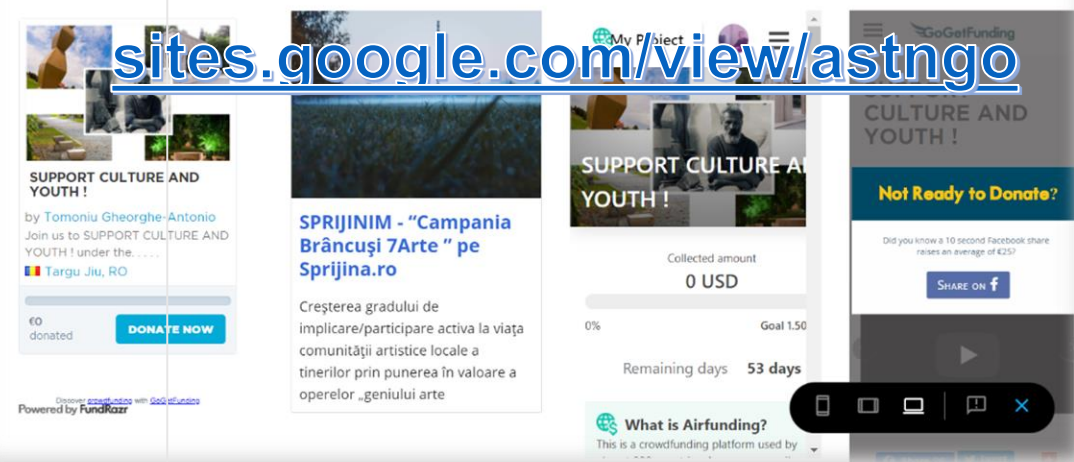 sites.google.com/view/astngo
SUPPORT CULTURE AND
YOUTH !
by Tomoniu Gheorghe-Antonio
Join us to SUPPORT CULTURE AND
YOUTH ! under the. . . . .
Targu Jiu, RO
€0
donated
DONATE NOW
Discover crowdfunding with GoGetFunding
Powered by FundRazr
SPRIJINIM - “Campania
Brâncuşi 7Arte ” pe
Sprijina.ro
Creşterea gradului de
implicare/participare activa la viaţa
comunităţii artistice locale a
tinerilor prin punerea în valoare a
operelor „geniului arte
My Project
SUPPORT CULTURE A
YOUTH !
Collected amount
0 USD
0%
Goal 1.50
Remaining days 53 days
What is Airfunding?
This is a crowdfunding platform used by
GoGetFunding
CULTURE AND
YOUTH !
Not Ready to Donate?
Did you know a 10 second Facebook share
raises an average of €25?
SHARE ON f